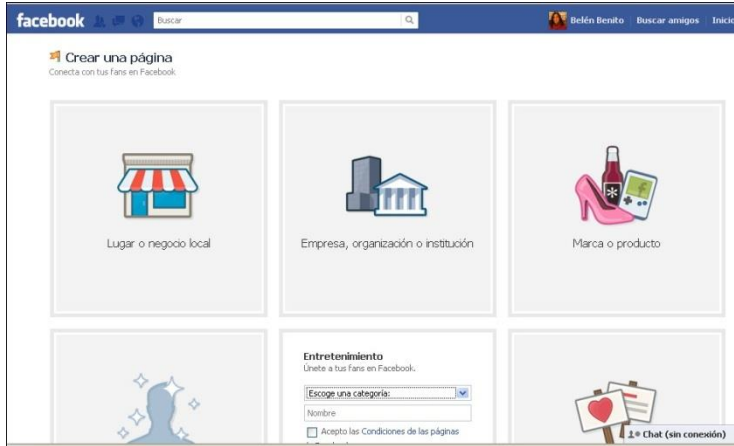 facebook Buscar Belén Benito Buscar amigos Inicio
Crear una página
Conecta con tus fans en Facebook.
Lugar o negocio local
Empresa, organización o institución
Marca o producto
Entretenimiento
Únete a tus fans en Facebook.
Escoge una categoría:
Nombre
Acepto las Condiciones de las páginas
Chat (sin conexión)